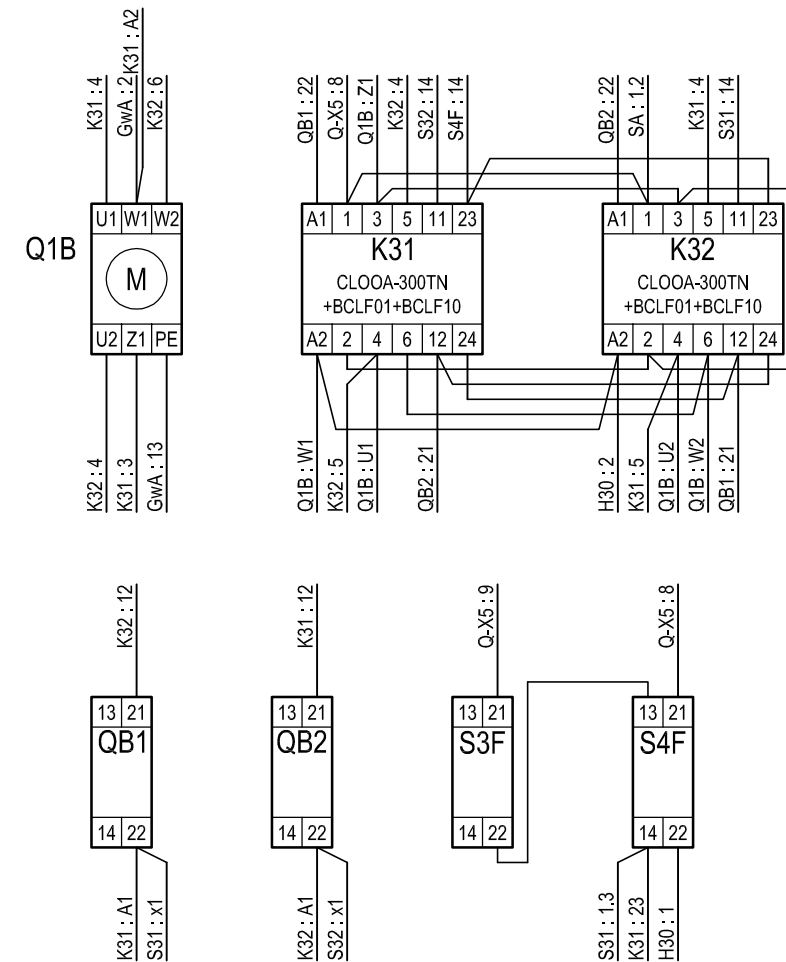 K31 : 4
GwA : 2
K31 : A2
K32 : 6
QB1 : 22
Q-X5 : 8
Q1B : Z1
K32 : 4
S32 : 14
S4F : 14
QB2 : 22
SA : 1.2
K31 : 4
S31 : 14
Q1B
U1 W1 W2
M
U2 Z1 PE
A1 1 3 5 11 23
K31
CLOOA-300TN
+BCLF01+BCLF10
A2 2 4 6 12 24
A1 1 3 5 11 23
K32
CLOOA-300TN
+BCLF01+BCLF10
A2 2 4 6 12 24
K32 : 4
K31 : 3
GwA : 13
Q1B : W1
K32 : 5
Q1B : U1
QB2 : 21
H30 : 2
K31 : 5
Q1B : U2
Q1B : W2
QB1 : 21
K32 : 12
K31 : 12
Q-X5 : 9
Q-X5 : 8
13 21
QB1
14 22
13 21
QB2
14 22
13 21
S3F
14 22
13 21
S4F
14 22
K31 : A1
S31 : x1
K32 : A1
S32 : x1
S31 : 1.3
K31 : 23
H30 : 1